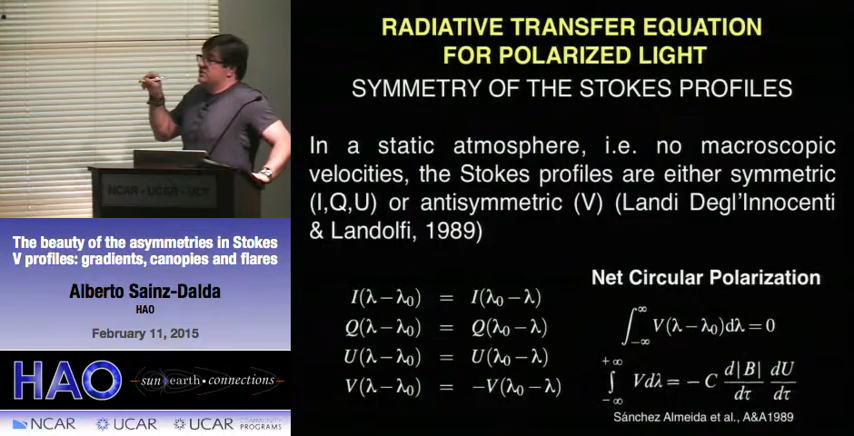 NCAR - UCAR - UCP
The beauty of the asymmetries in Stokes
V profiles: gradients, canopies and flares
Alberto Sainz-Dalda
HAO
February 11, 2015
HAO
sun earth • connections
NCAR UCAR UCAR COMMUNITY PROGRAMS
RADIATIVE TRANSFER EQUATION
FOR POLARIZED LIGHT
SYMMETRY OF THE STOKES PROFILES
In a static atmosphere, i.e. no macroscopic
velocities, the Stokes profiles are either symmetric
(I,Q,U) or antisymmetric (V) (Landi Degl'Innocenti
& Landolfi, 1989)
I(λ−λ₀) = I(λ₀−λ)
Q(λ−λ₀) = Q(λ₀−λ)
U(λ−λ₀) = U(λ₀−λ)
V(λ−λ₀) = −V(λ₀−λ)
Net Circular Polarization
∫_{−∞}^{∞} V(λ−λ₀)dλ = 0
∫_{−∞}^{+∞} Vdλ = − C d|B|/dτ dU/dτ
Sánchez Almeida et al., A&A1989